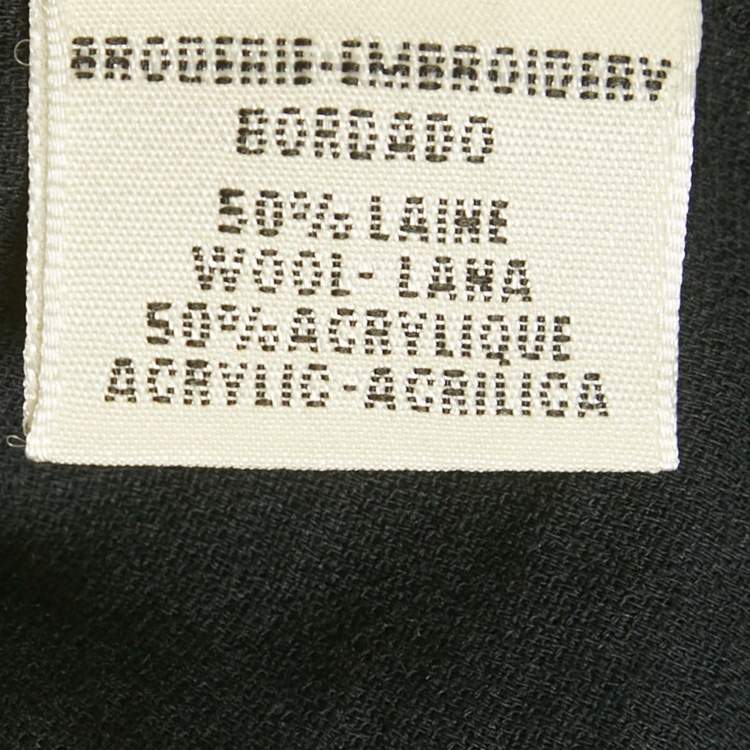 BRODERIE-EMBROIDERY
BORDADO
50% LAINE
WOOL- LANA
50% ACRYLIQUE
ACRYLIC-ACRILICA